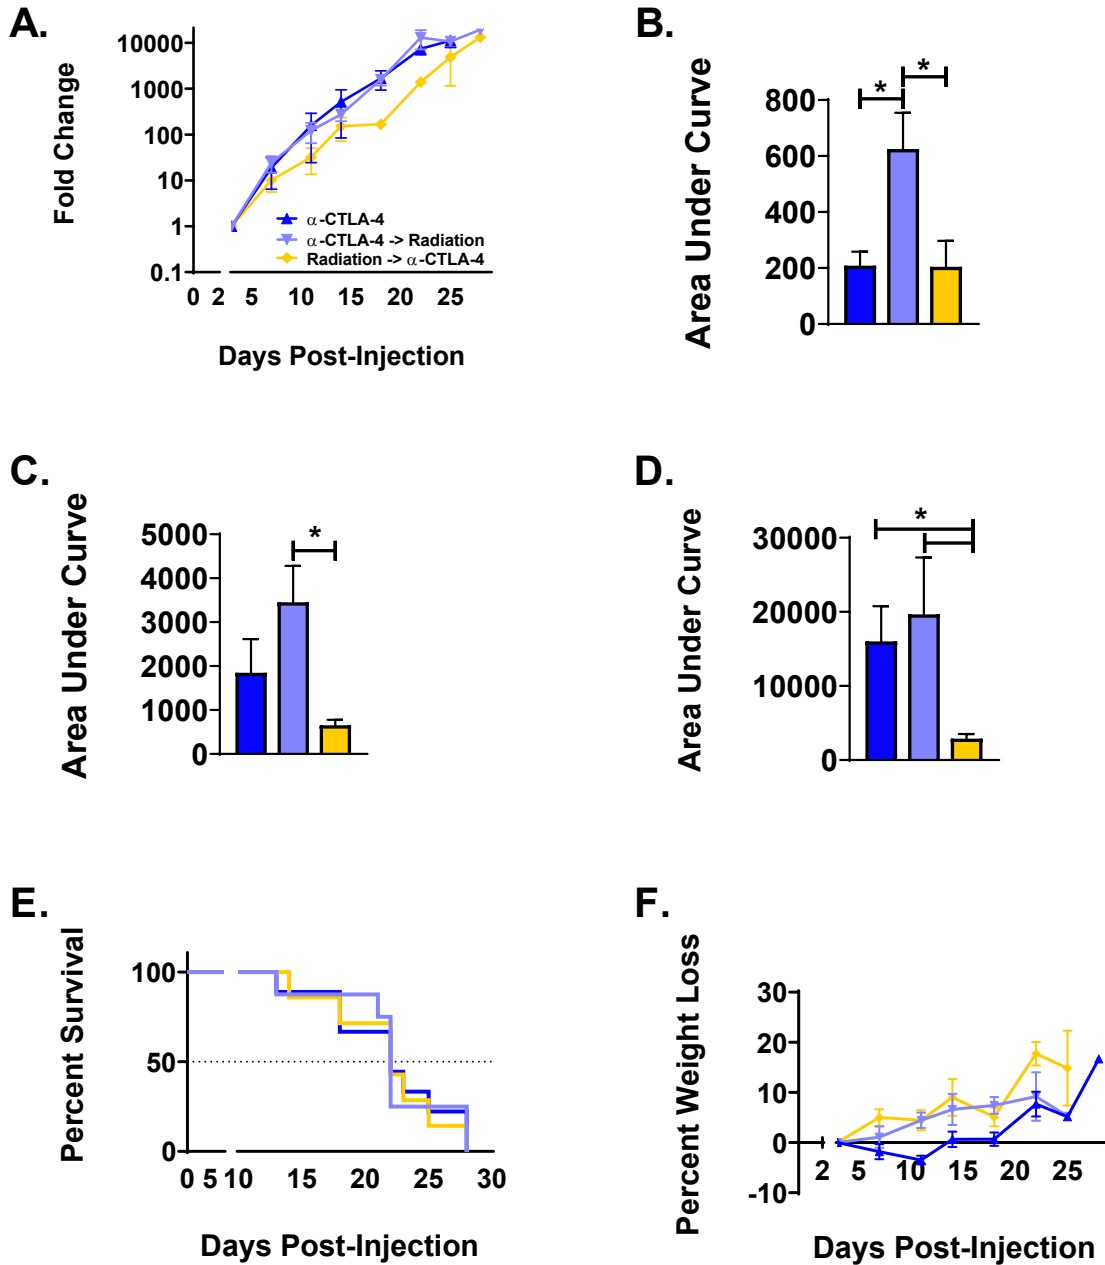 A.
Fold Change
10000
1000
100
10
1
0.1
α-CTLA-4
α-CTLA-4 -> Radiation
Radiation -> α-CTLA-4
0 2 5 10 15 20 25
Days Post-Injection
B.
Area Under Curve
800
600
400
200
0
*
*
C.
Area Under Curve
5000
4000
3000
2000
1000
0
*
D.
Area Under Curve
30000
20000
10000
0
*
E.
Percent Survival
100
50
0
0 5 10 15 20 25 30
Days Post-Injection
F.
Percent Weight Loss
30
20
10
0
-10
2 5 10 15 20 25
Days Post-Injection